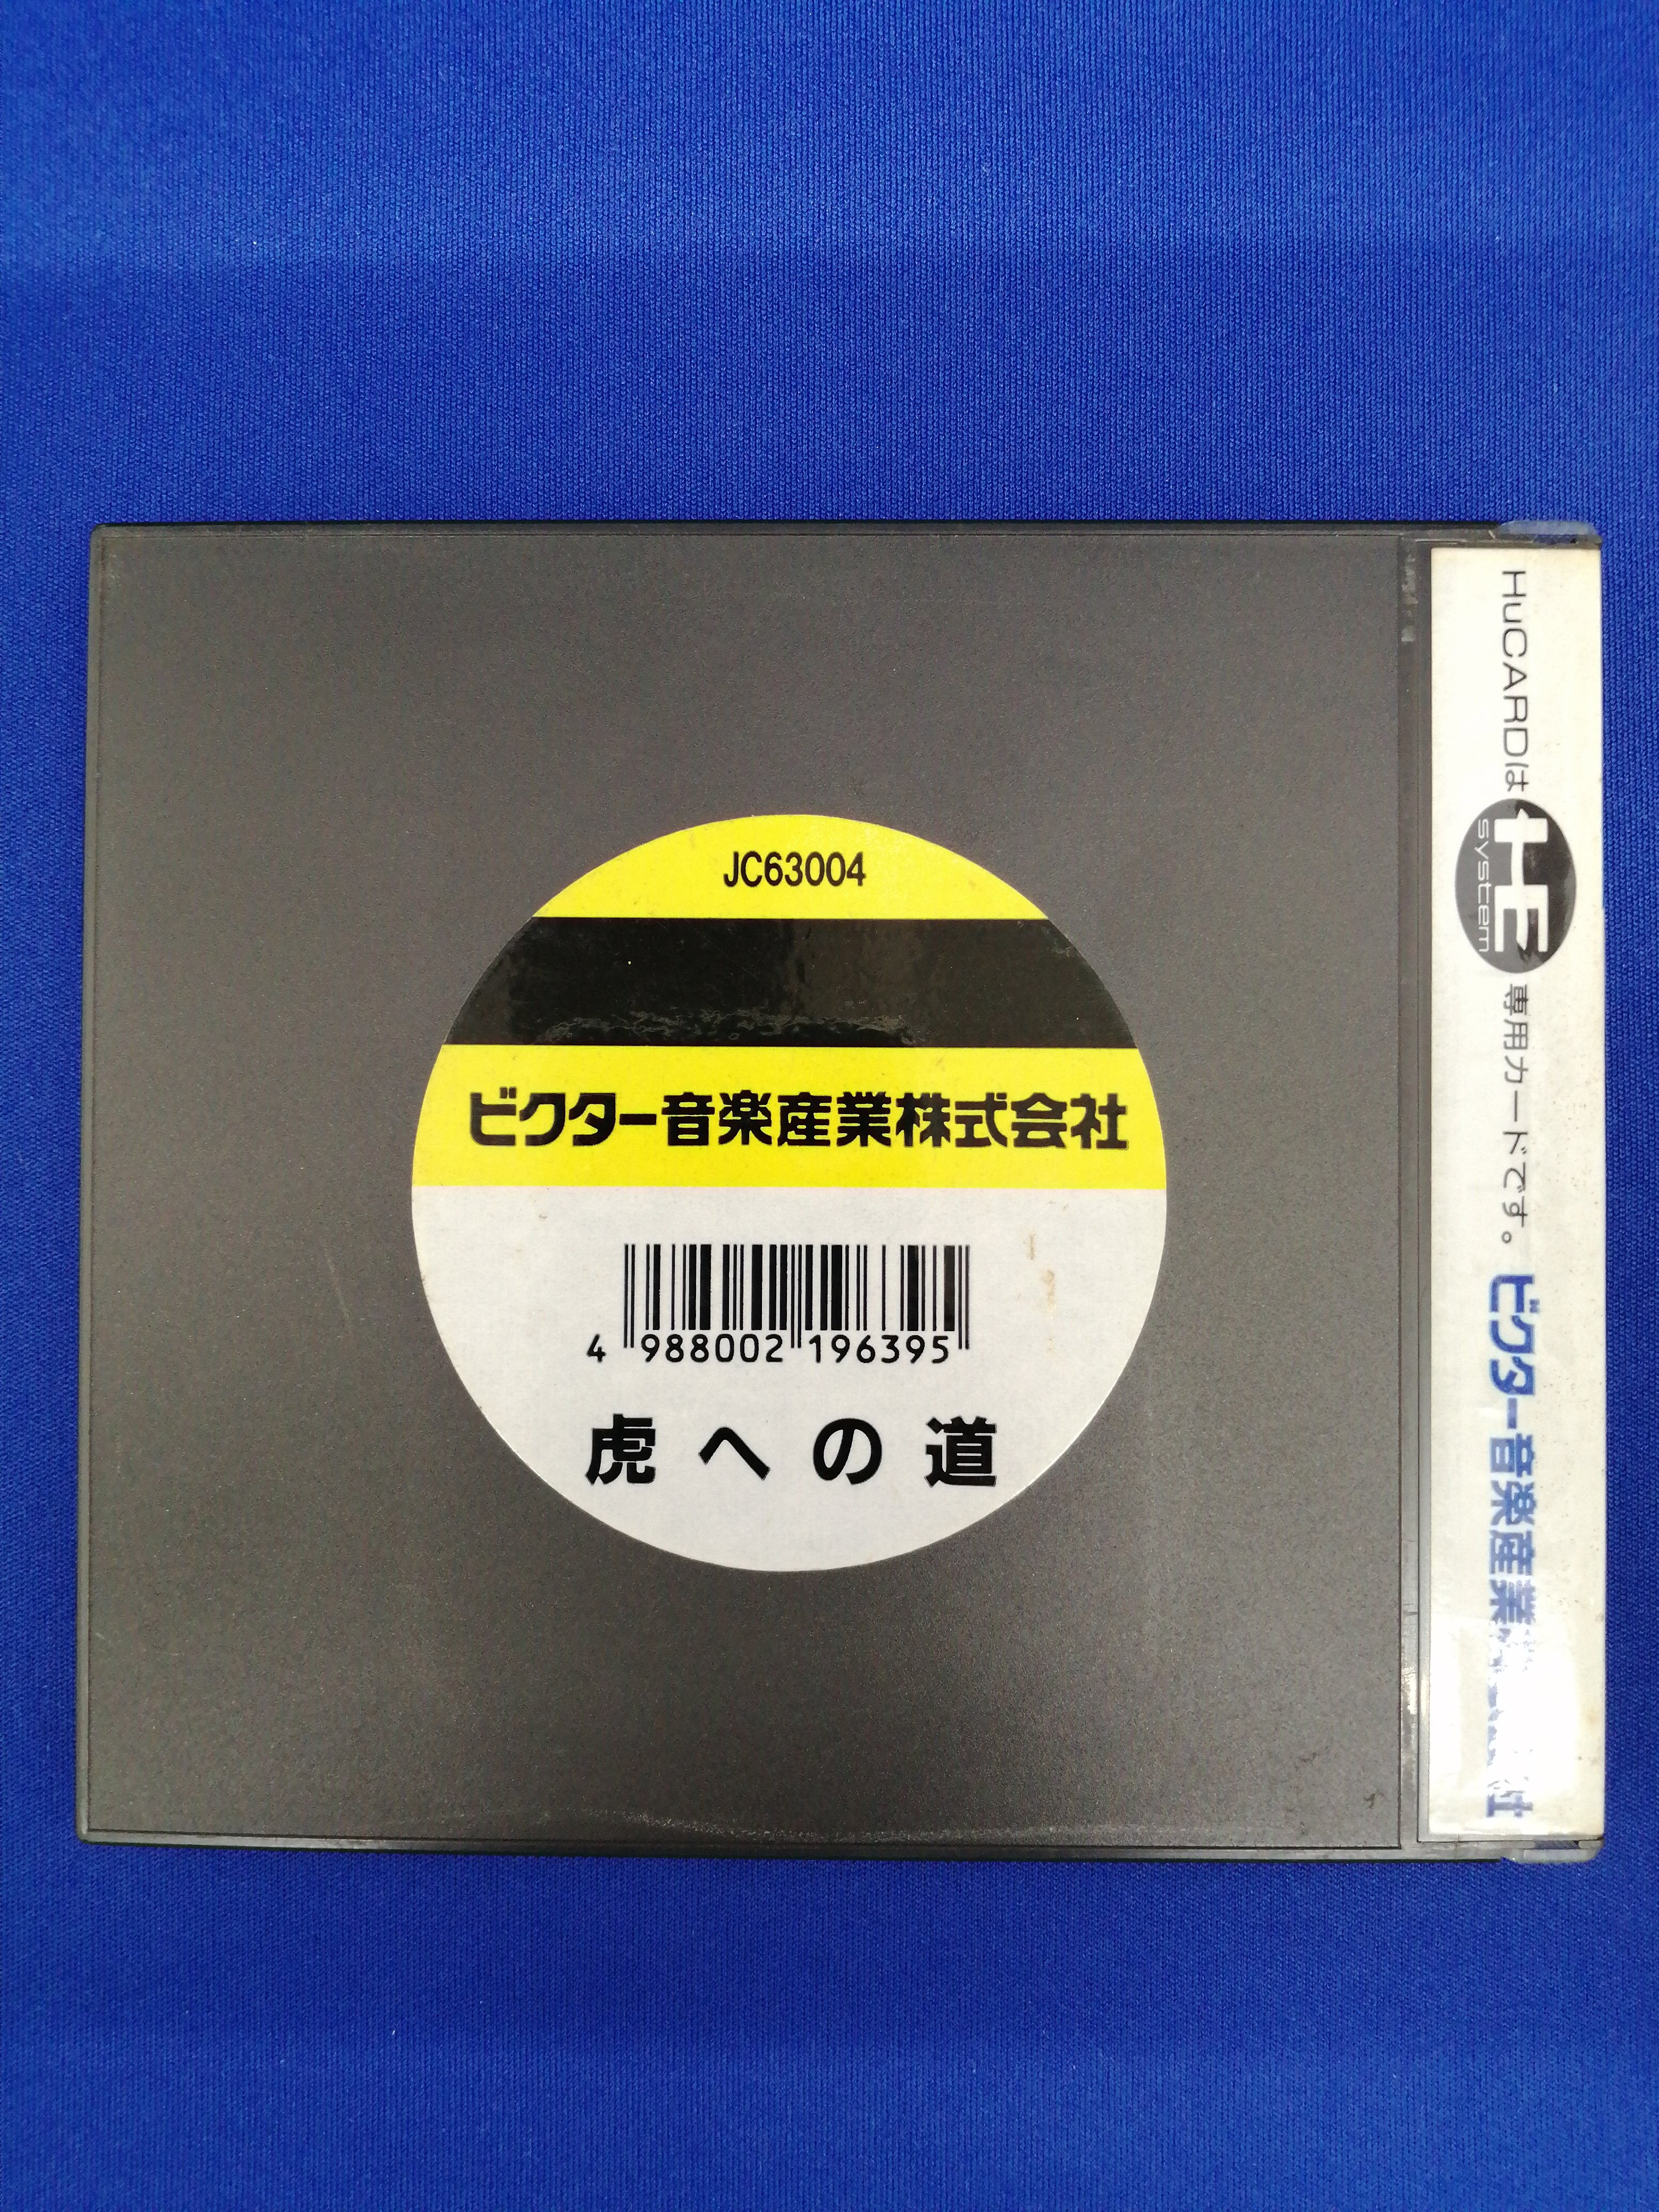 JC63004
ビクター音楽産業株式会社
4 988002 196395
虎への道
HuCARDは HE system 専用カードです。 ビクター音楽産業